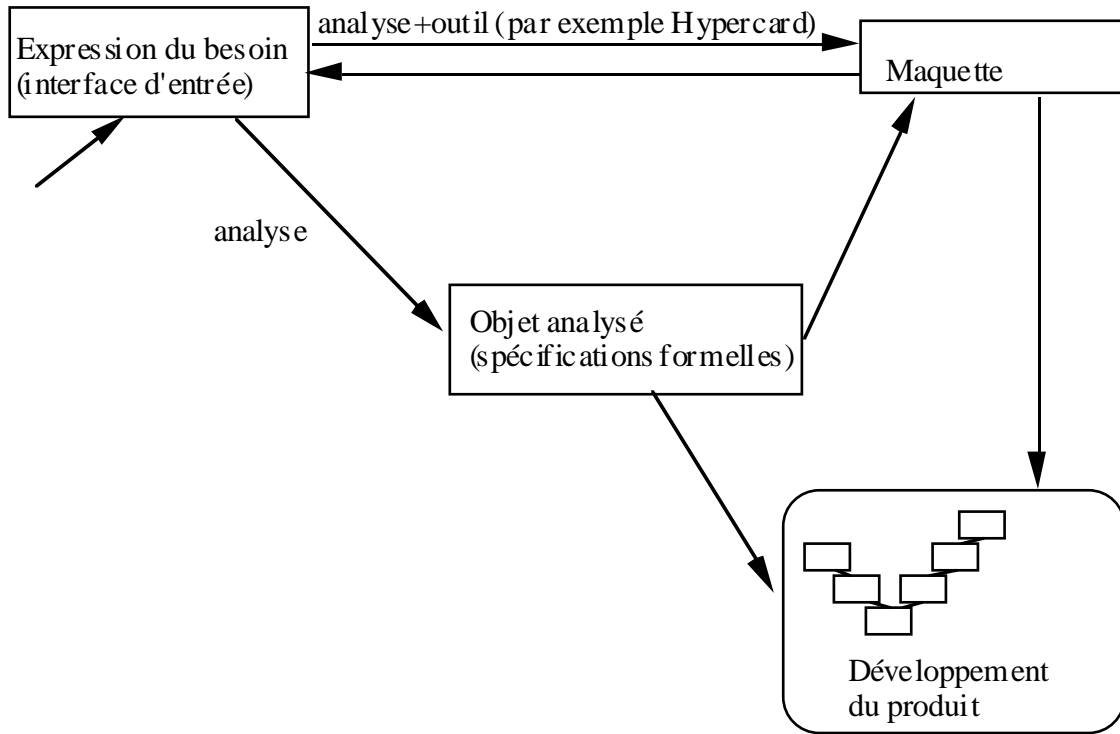 analyse+outil (par exemple Hypercard)
Expression du besoin
(interface d'entrée)
Maquette
analyse
Objet analysé
(spécifications formelles)
Développement
du produit